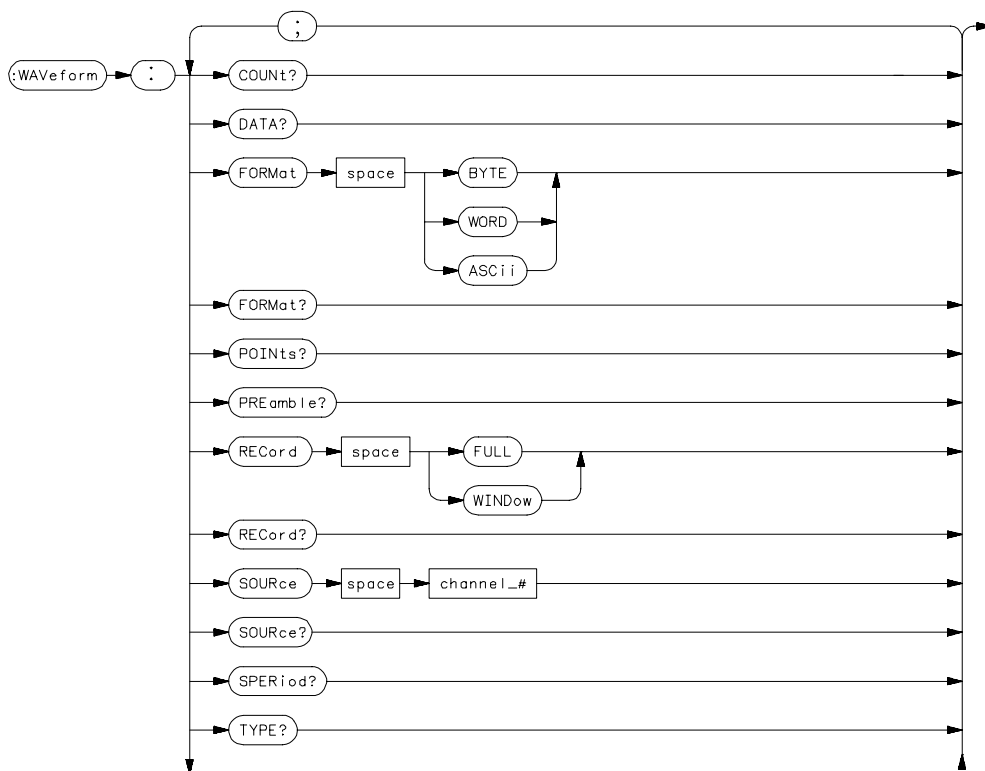 ;
:WAVeform : COUNt?
DATA?
FORMat space BYTE
WORD
ASCii
FORMat?
POINts?
PREamble?
RECord space FULL
WINDow
RECord?
SOURce space channel_#
SOURce?
SPERiod?
TYPE?